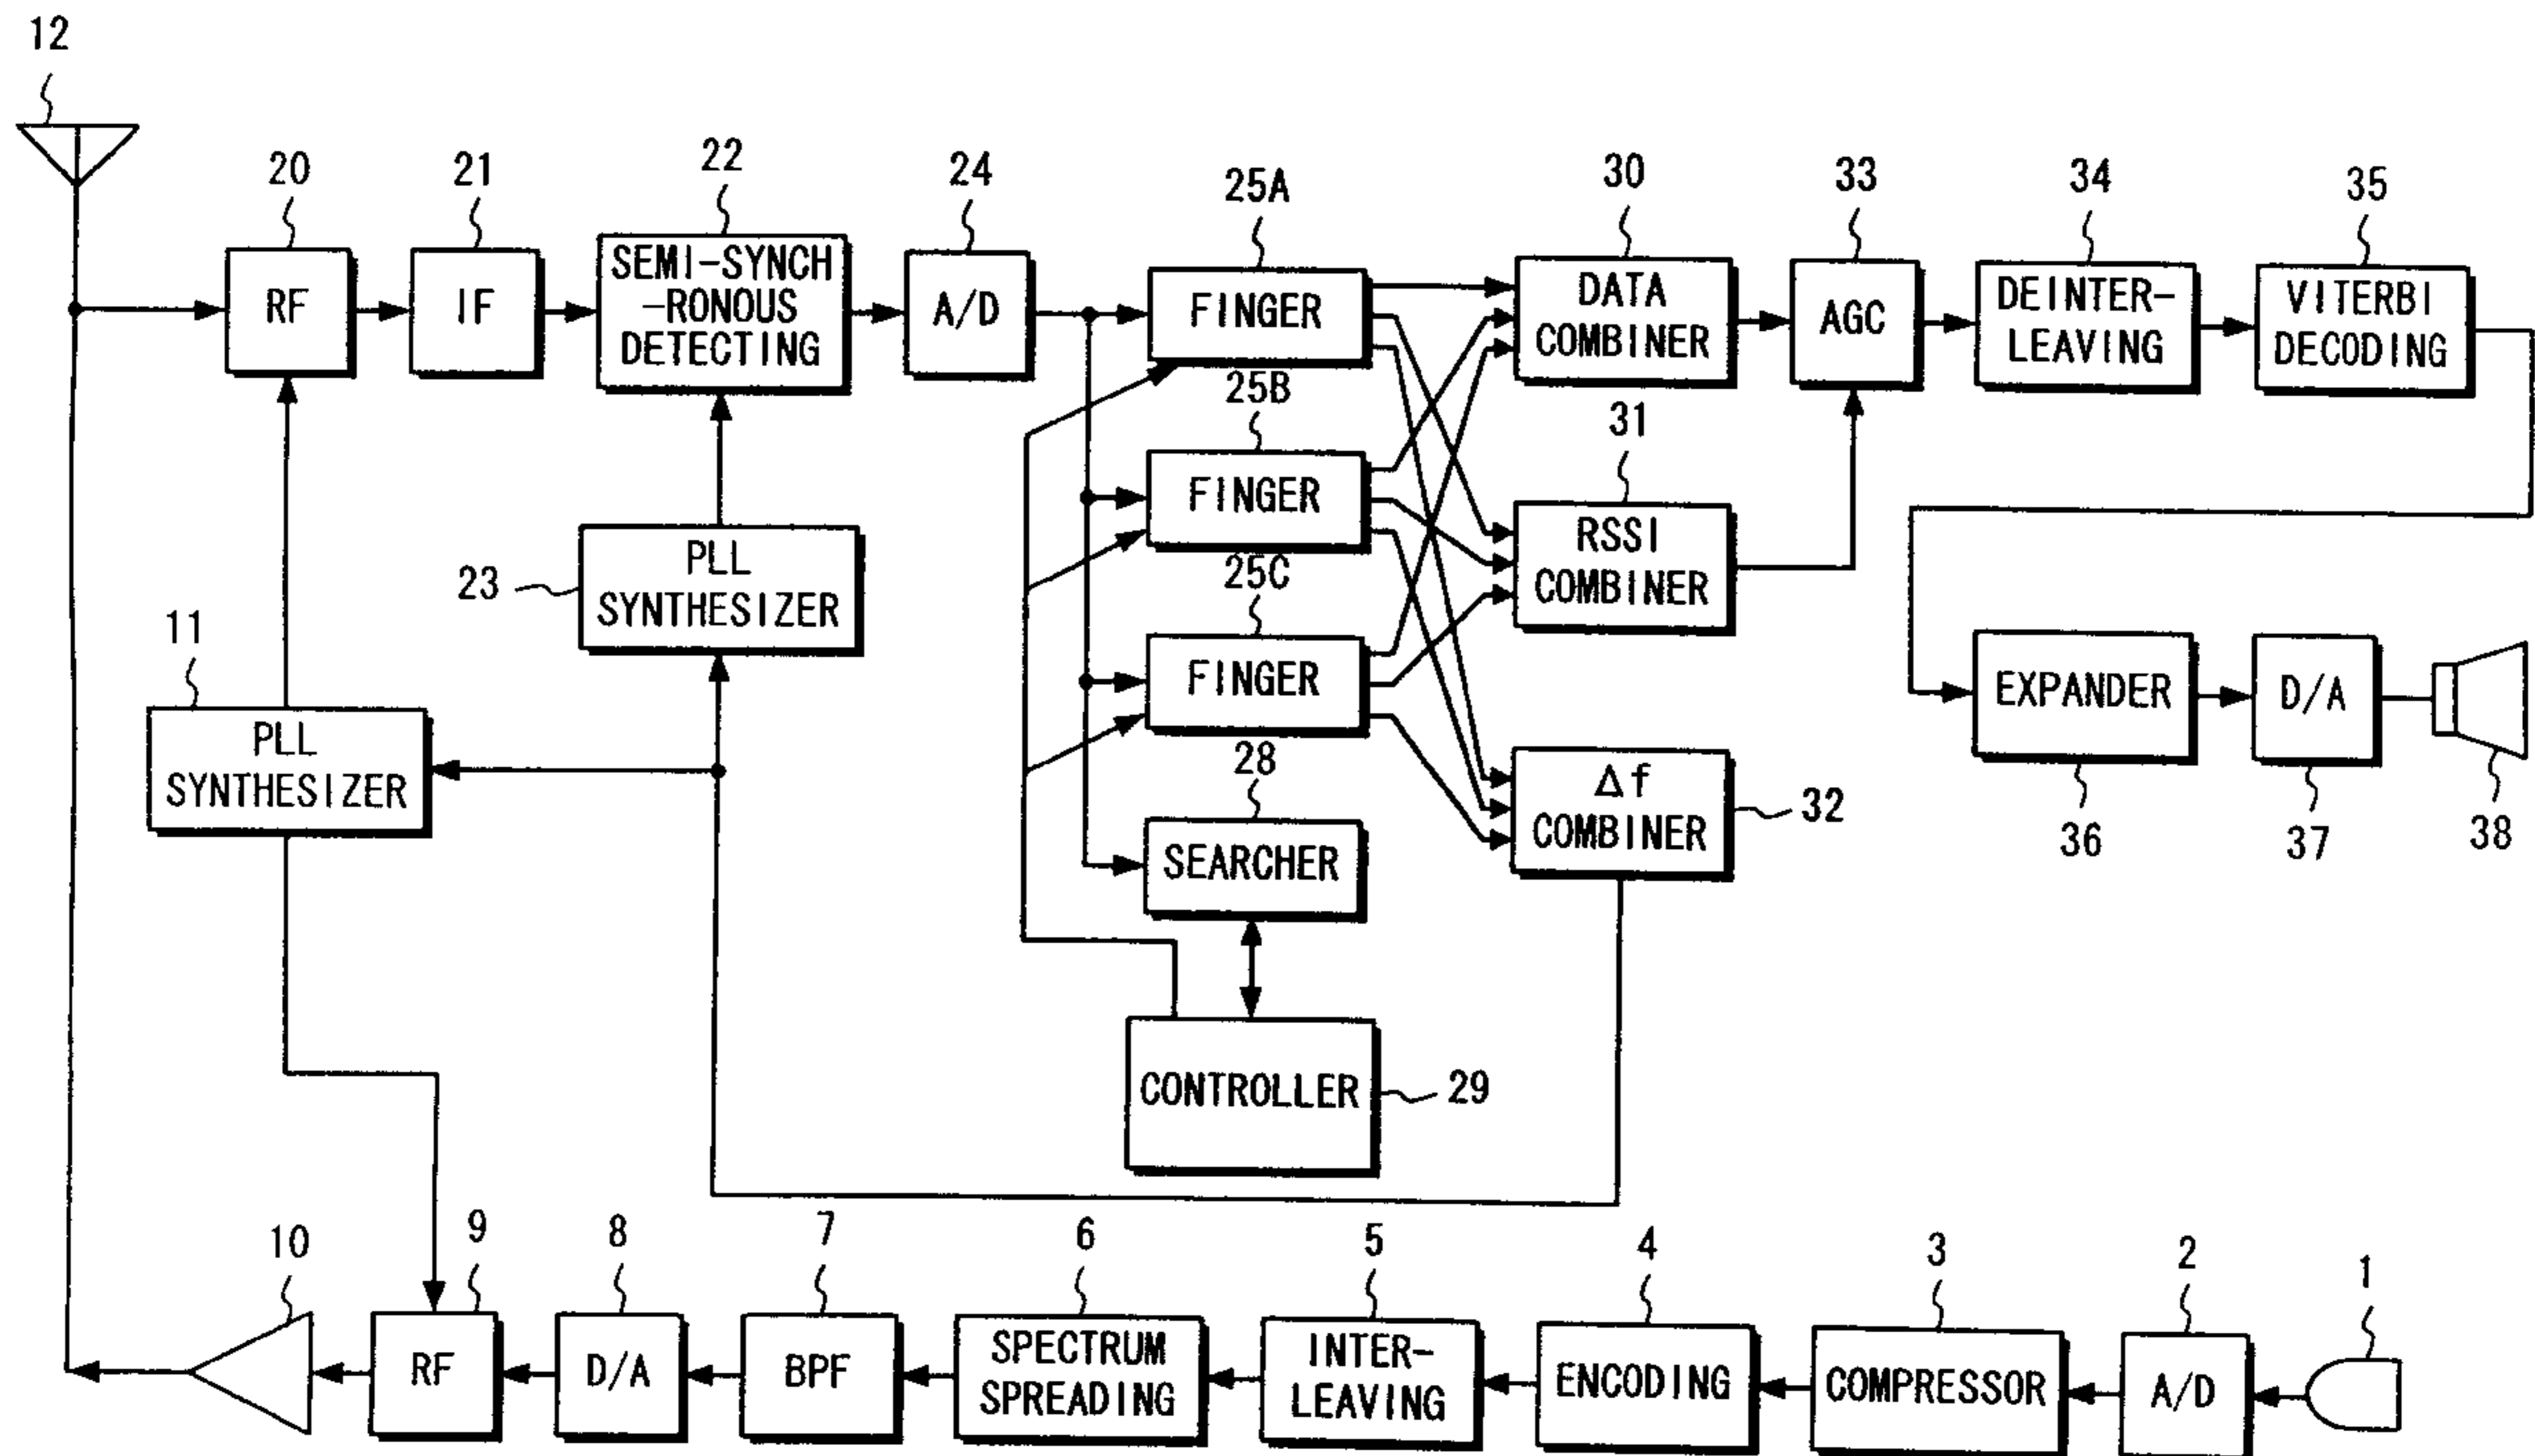 12
20
21
22
24
25A
30
33
34
35
RF
IF
SEMI-SYNCH
-RONOUS
DETECTING
A/D
FINGER
DATA
COMBINER
AGC
DEINTER-
LEAVING
VITERBI
DECODING
25B
FINGER
31
RSSI
COMBINER
23
PLL
SYNTHESIZER
25C
FINGER
11
PLL
SYNTHESIZER
EXPANDER
D/A
36
37
38
28
SEARCHER
Δf
COMBINER
32
CONTROLLER
29
10
9
8
7
6
5
4
3
2
1
RF
D/A
BPF
SPECTRUM
SPREADING
INTER-
LEAVING
ENCODING
COMPRESSOR
A/D